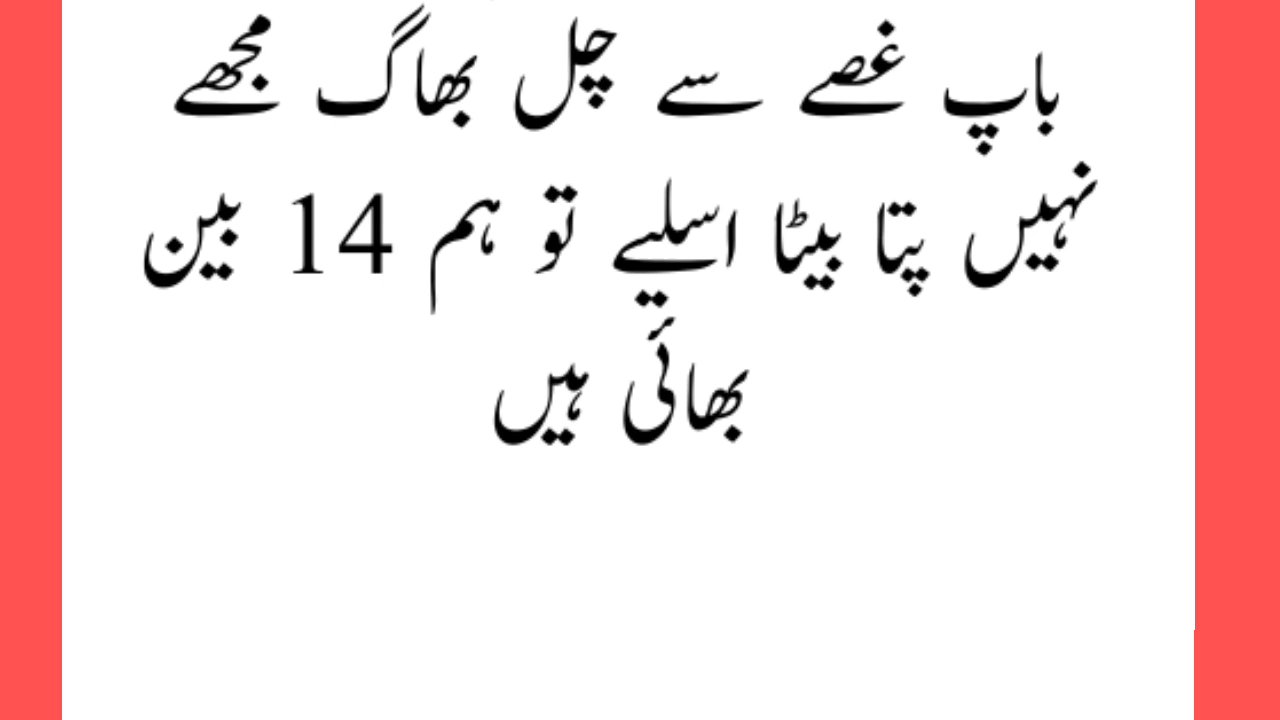 باپ غصے سے چل بھاگ مجھے
نہیں پتا بیٹا اسلیے تو ہم 14 بین
بھائی ہیں